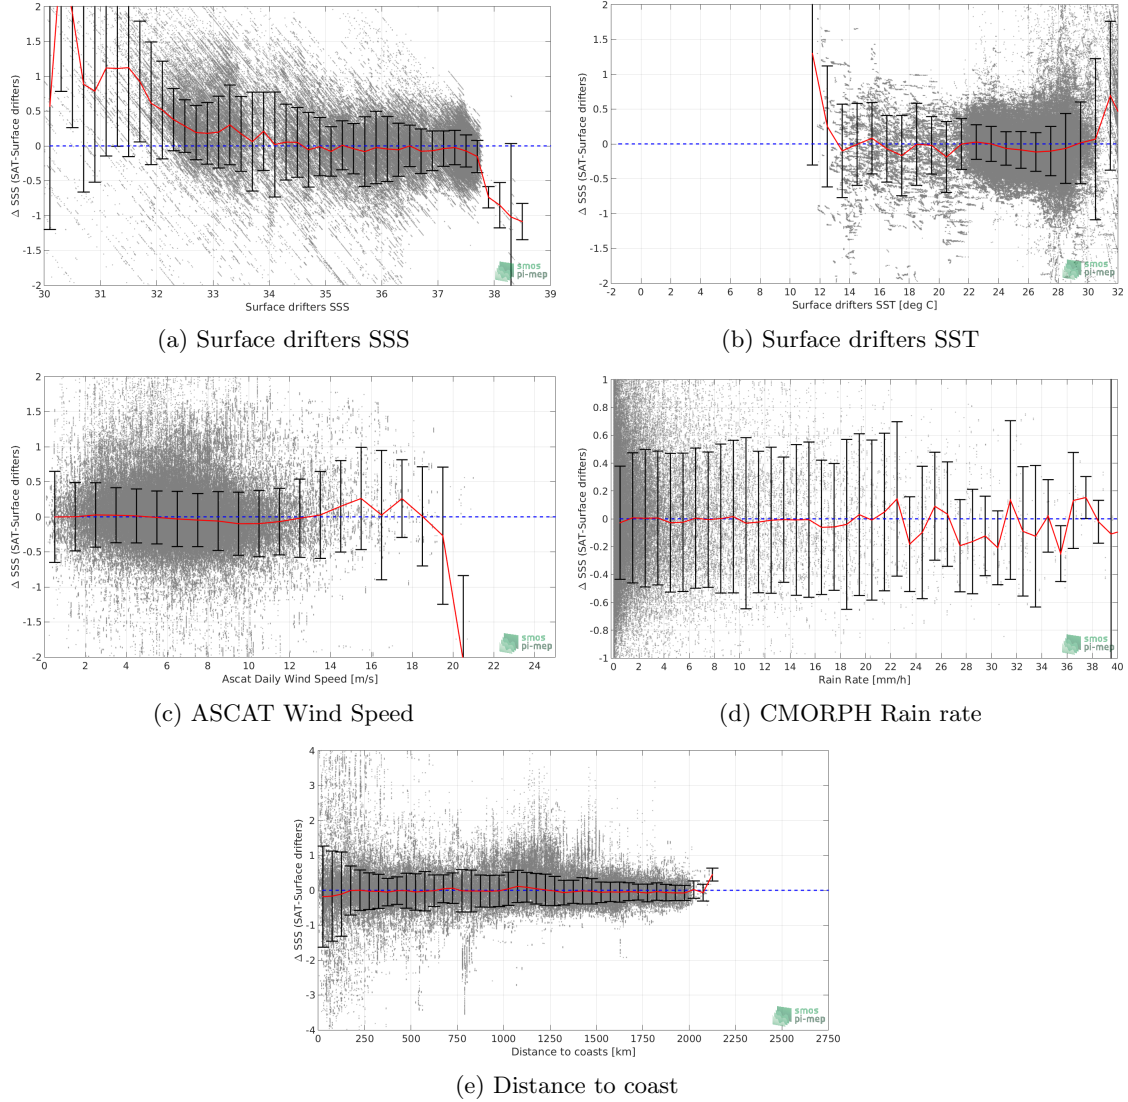 2
1.5
1
0.5
0
-0.5
-1
-1.5
-2
Δ SSS (SAT-Surface drifters)
30 31 32 33 34 35 36 37 38 39
Surface drifters SSS
smos
pi-mep
(a) Surface drifters SSS
2
1.5
1
0.5
0
-0.5
-1
-1.5
-2
Δ SSS (SAT-Surface drifters)
-2 0 2 4 6 8 10 12 14 16 18 20 22 24 26 28 30 32
Surface drifters SST [deg C]
smos
pi-mep
(b) Surface drifters SST
2
1.5
1
0.5
0
-0.5
-1
-1.5
-2
Δ SSS (SAT-Surface drifters)
0 2 4 6 8 10 12 14 16 18 20 22 24
Ascat Daily Wind Speed [m/s]
smos
pi-mep
(c) ASCAT Wind Speed
1
0.8
0.6
0.4
0.2
0
-0.2
-0.4
-0.6
-0.8
-1
Δ SSS (SAT-Surface drifters)
0 2 4 6 8 10 12 14 16 18 20 22 24 26 28 30 32 34 36 38 40
Rain Rate [mm/h]
smos
pi-mep
(d) CMORPH Rain rate
4
3
2
1
0
-1
-2
-3
-4
Δ SSS (SAT-Surface drifters)
0 250 500 750 1000 1250 1500 1750 2000 2250 2500 2750
Distance to coasts [km]
smos
pi-mep
(e) Distance to coast